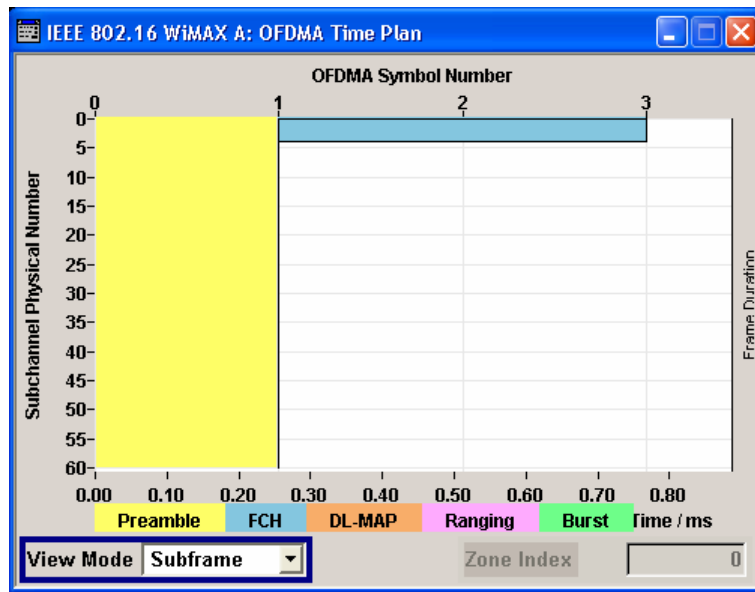 IEEE 802.16 WiMAX A: OFDMA Time Plan
OFDMA Symbol Number
0 1 2 3
Subchannel Physical Number
0
5
10
15
20
25
30
35
40
45
50
55
60
Frame Duration
0.00 0.10 0.20 0.30 0.40 0.50 0.60 0.70 0.80
Preamble FCH DL-MAP Ranging Burst Time / ms
View Mode Subframe Zone Index 0